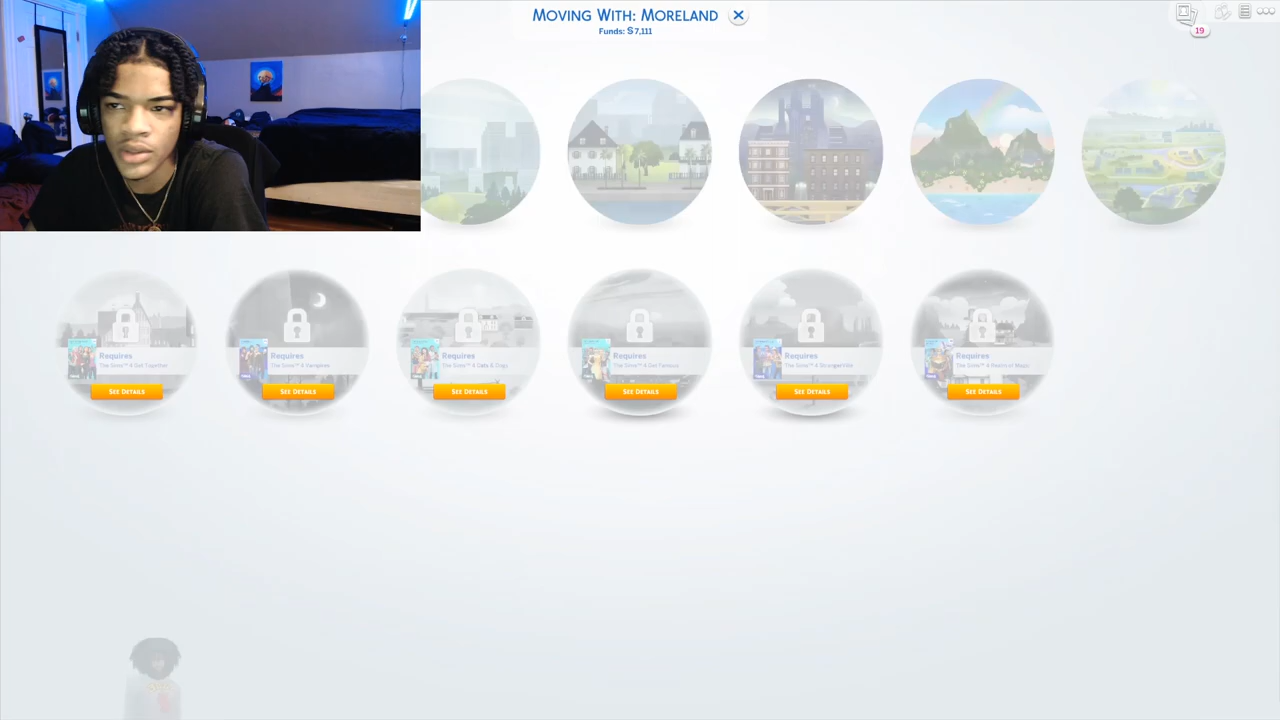 MOVING WITH: MORELAND
Funds: §7,111
19
Requires
The Sims™ 4 Get Together
SEE DETAILS
Requires
The Sims™ 4 Vampires
SEE DETAILS
Requires
The Sims™ 4 Cats & Dogs
SEE DETAILS
Requires
The Sims™ 4 Get Famous
SEE DETAILS
Requires
The Sims™ 4 StrangerVille
SEE DETAILS
Requires
The Sims™ 4 Realm of Magic
SEE DETAILS